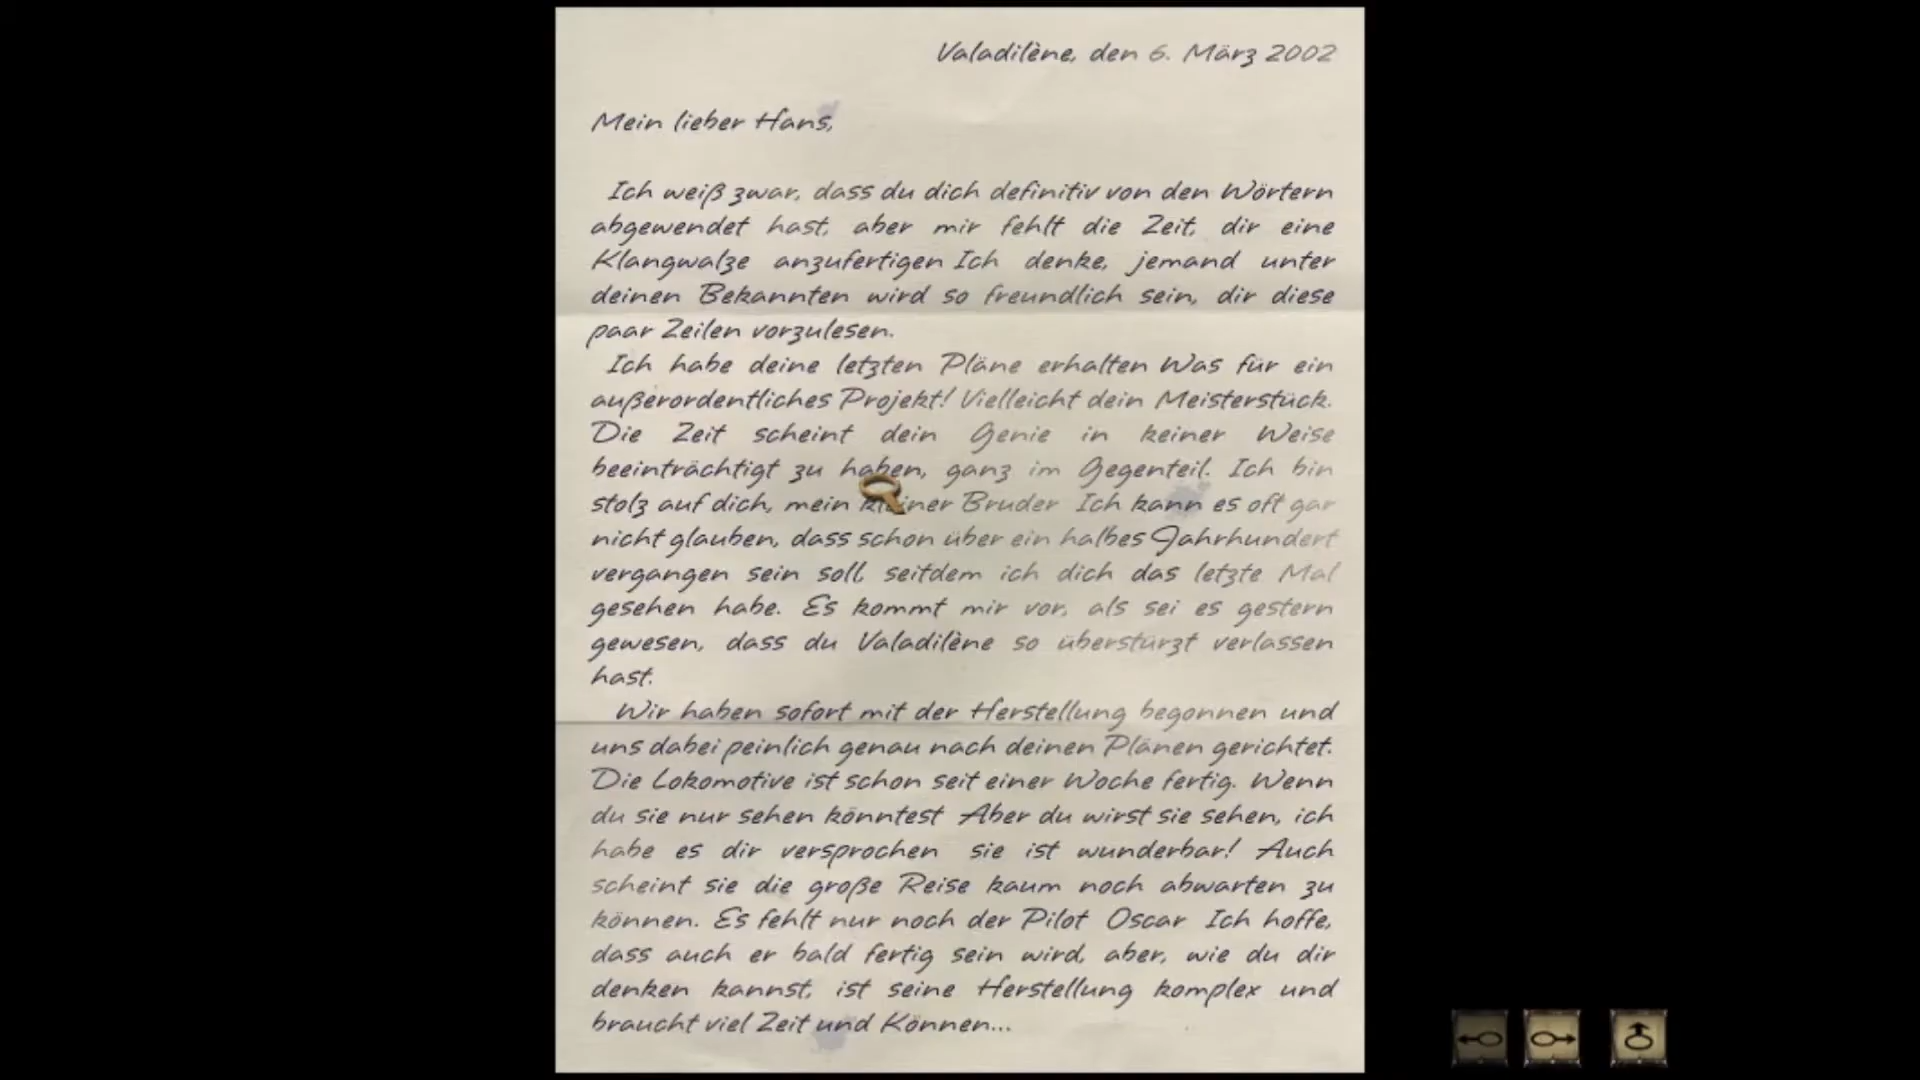 Valadilène, den 6. März 2002
Mein lieber Hans,
Ich weiß zwar, dass du dich definitiv von den Wörtern
abgewendet hast, aber mir fehlt die Zeit, dir eine
Klangwalze anzufertigen Ich denke, jemand unter
deinen Bekannten wird so freundlich sein, dir diese
paar Zeilen vorzulesen.
Ich habe deine letzten Pläne erhalten Was für ein
außerordentliches Projekt! Vielleicht dein Meisterstück.
Die Zeit scheint dein Genie in keiner Weise
beeinträchtigt zu haben, ganz im Gegenteil. Ich bin
stolz auf dich, mein kleiner Bruder Ich kann es oft gar
nicht glauben, dass schon über ein halbes Jahrhundert
vergangen sein soll, seitdem ich dich das letzte Mal
gesehen habe. Es kommt mir vor, als sei es gestern
gewesen, dass du Valadilène so überstürzt verlassen
hast.
Wir haben sofort mit der Herstellung begonnen und
uns dabei peinlich genau nach deinen Plänen gerichtet.
Die Lokomotive ist schon seit einer Woche fertig. Wenn
du sie nur sehen könntest Aber du wirst sie sehen, ich
habe es dir versprochen sie ist wunderbar! Auch
scheint sie die große Reise kaum noch abwarten zu
können. Es fehlt nur noch der Pilot Oscar Ich hoffe,
dass auch er bald fertig sein wird, aber, wie du dir
denken kannst, ist seine Herstellung komplex und
braucht viel Zeit und Können...